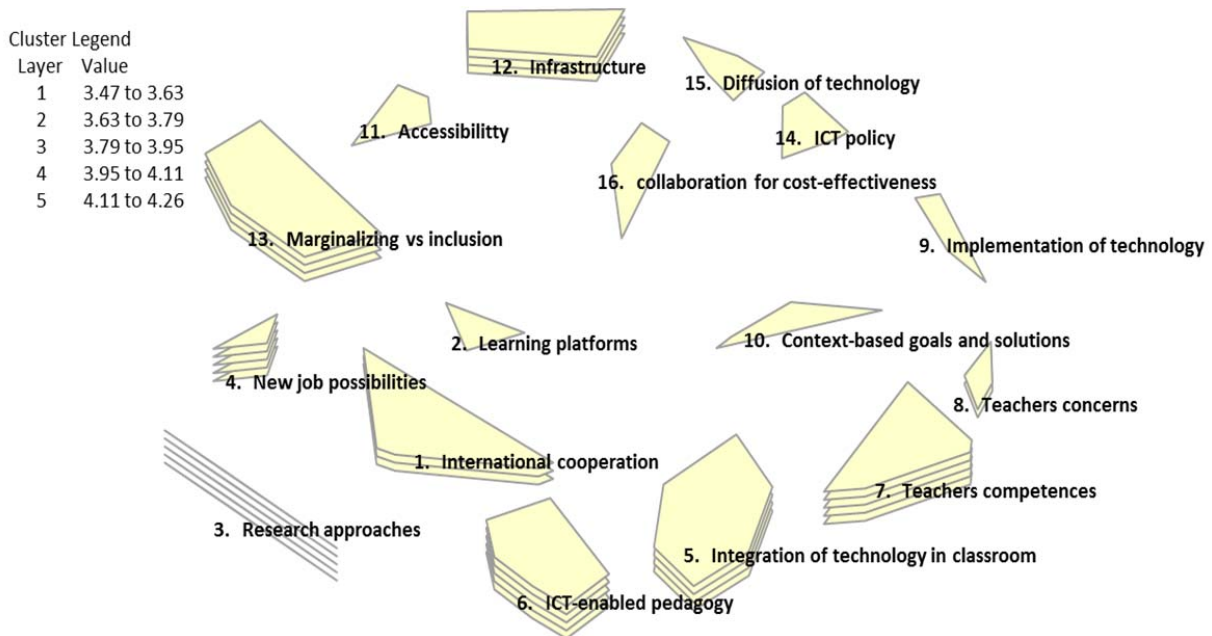 Cluster Legend
Layer Value
1 3.47 to 3.63
2 3.63 to 3.79
3 3.79 to 3.95
4 3.95 to 4.11
5 4.11 to 4.26
12. Infrastructure
15. Diffusion of technology
11. Accessibilitty
14. ICT policy
16. collaboration for cost-effectiveness
13. Marginalizing vs inclusion
9. Implementation of technology
2. Learning platforms
10. Context-based goals and solutions
4. New job possibilities
8. Teachers concerns
1. International cooperation
7. Teachers competences
3. Research approaches
5. Integration of technology in classroom
6. ICT-enabled pedagogy